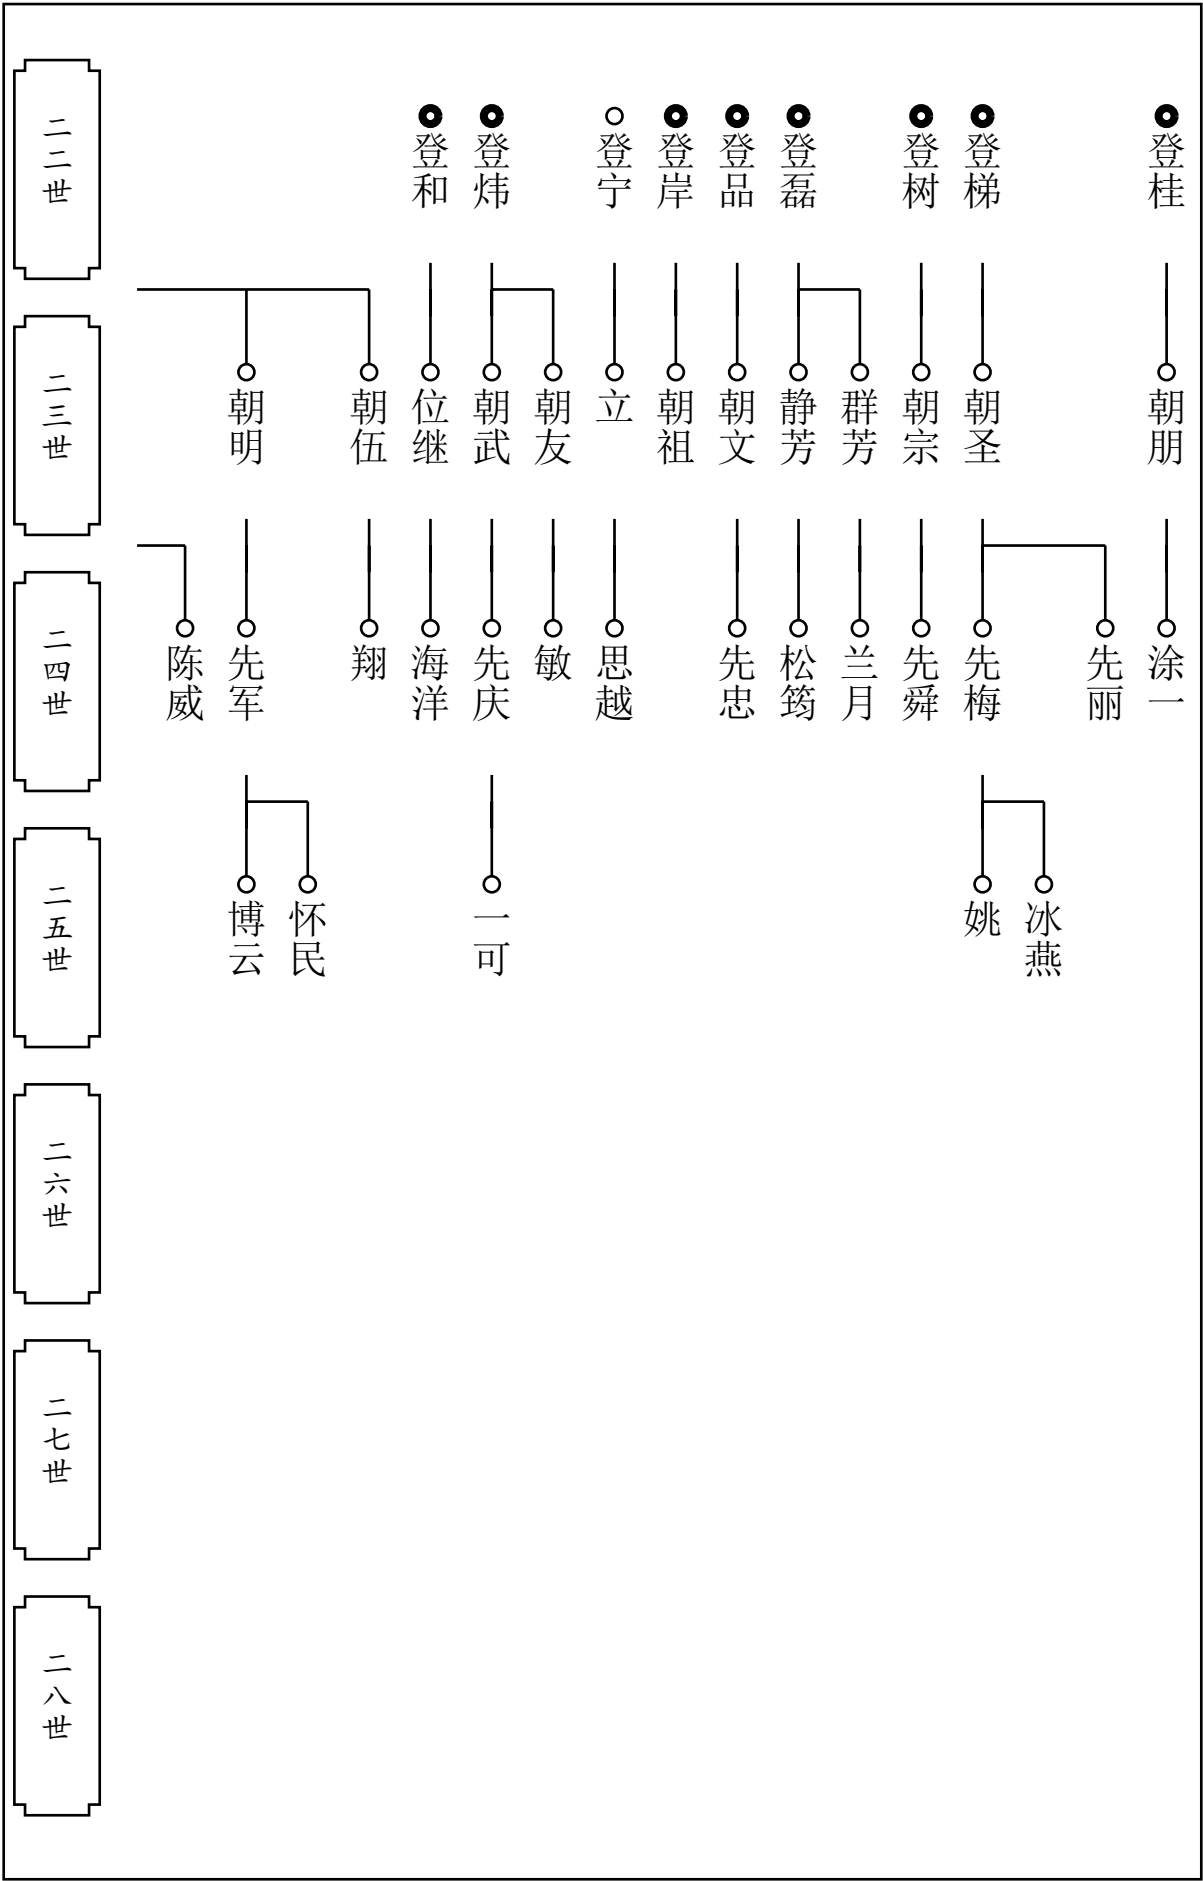 二二世
登桂
登梯
登树
登磊
登品
登岸
登宁
登炜
登和
二三世
朝朋
朝圣
朝宗
群芳
静芳
朝文
朝祖
立
朝友
朝武
位继
朝伍
朝明
二四世
涂一
先丽
先梅
先舜
兰月
松筠
先忠
思越
敏
先庆
海洋
翔
先军
陈威
二五世
冰燕
姚
一可
怀民
博云
二六世
二七世
二八世